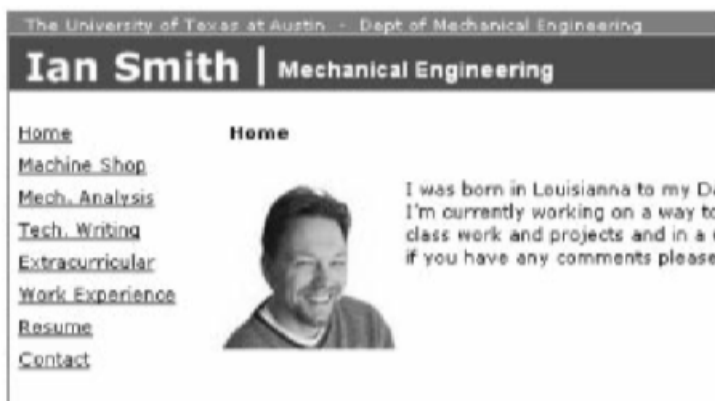 The University of Texas at Austin - Dept of Mechanical Engineering
Ian Smith | Mechanical Engineering
Home
Machine Shop
Mech. Analysis
Tech. Writing
Extracurricular
Work Experience
Resume
Contact
Home
I was born in Louisianna to my Da
I'm currently working on a way to
class work and projects and in a
if you have any comments please